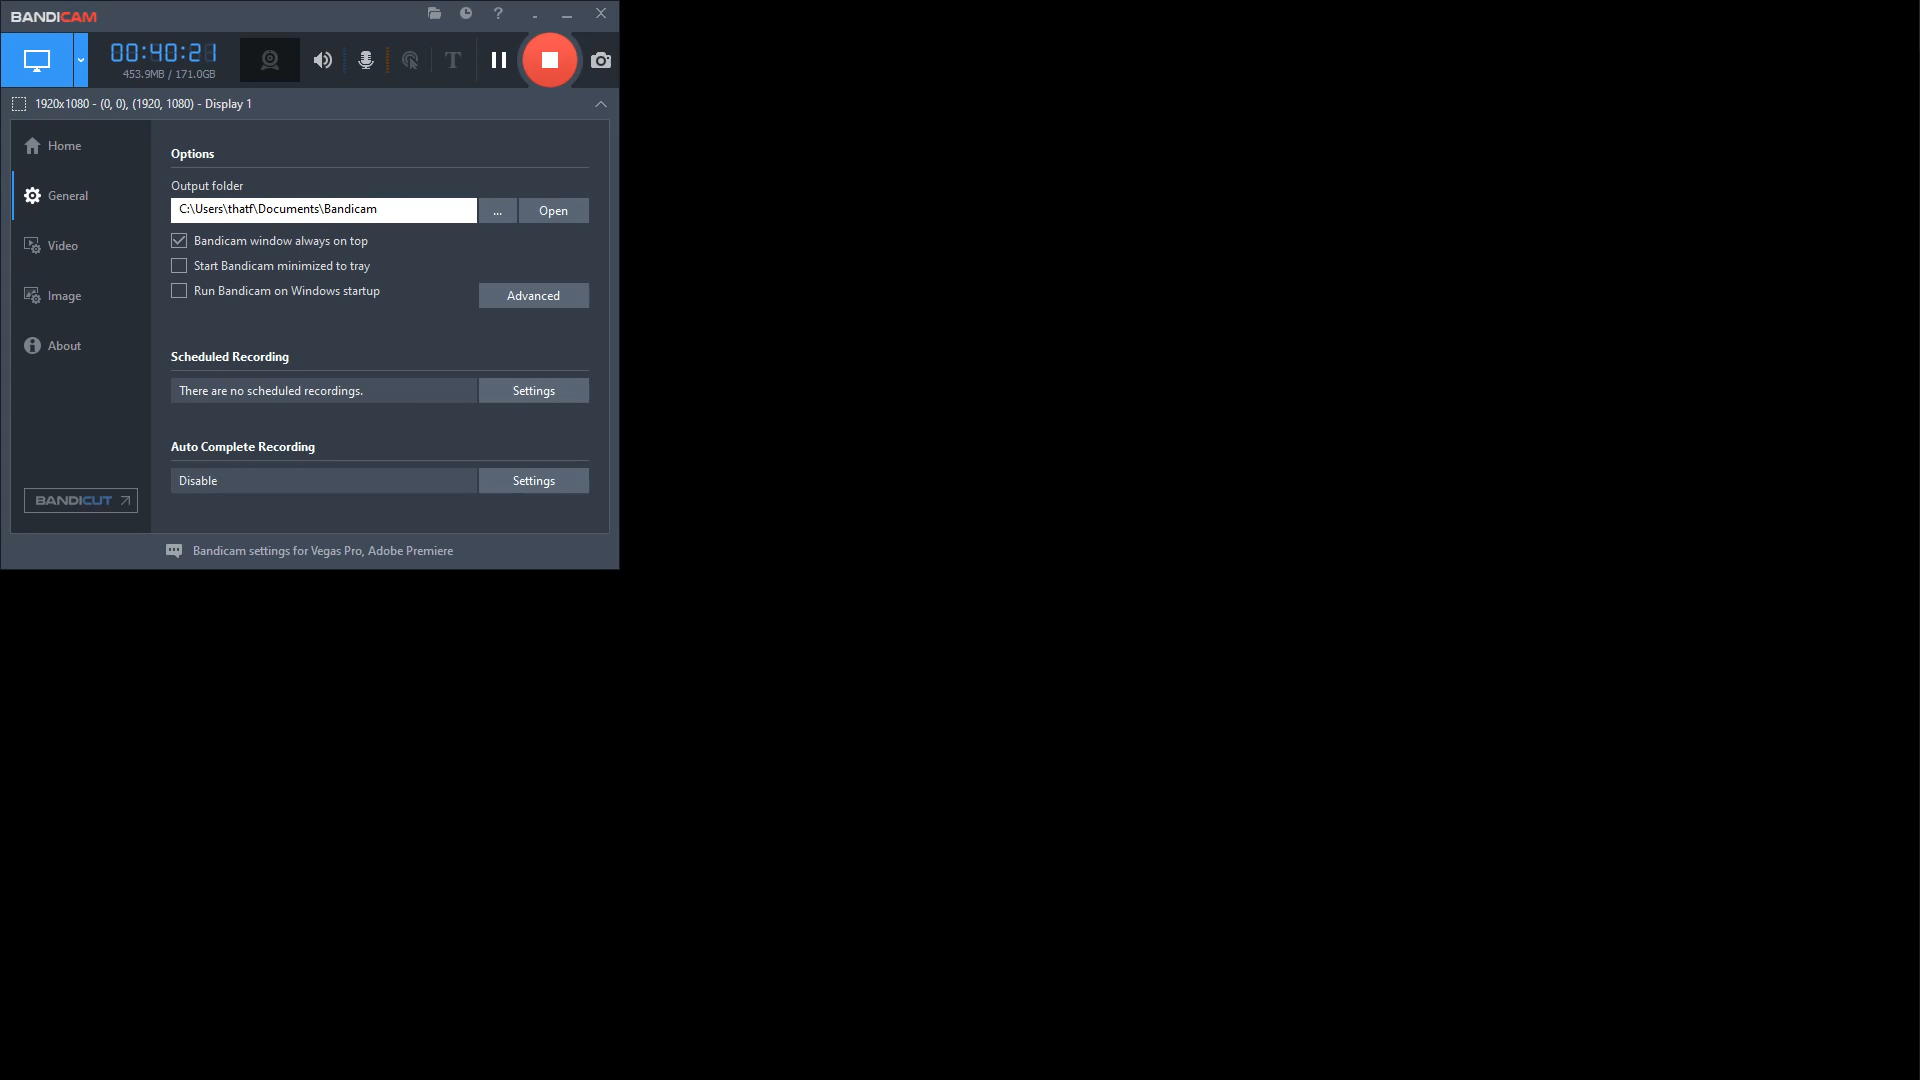 BANDICAM
00:40:21
453.9MB / 171.0GB
T
1920x1080 - (0, 0), (1920, 1080) - Display 1
Home
General
Video
Image
About
BANDICUT
Options
Output folder
C:\Users\thatf\Documents\Bandicam
...
Open
Bandicam window always on top
Start Bandicam minimized to tray
Run Bandicam on Windows startup
Advanced
Scheduled Recording
There are no scheduled recordings.
Settings
Auto Complete Recording
Disable
Settings
Bandicam settings for Vegas Pro, Adobe Premiere